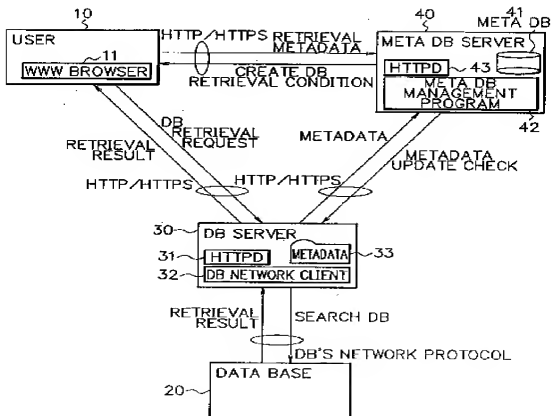 10
USER
11
WWW BROWSER
HTTP/HTTPS RETRIEVAL
METADATA
CREATE DB
RETRIEVAL CONDITION
40
41
META DB
META DB SERVER
HTTPD
43
META DB
MANAGEMENT
PROGRAM
42
DB
RETRIEVAL
REQUEST
RETRIEVAL
RESULT
HTTP/HTTPS
METADATA
METADATA
UPDATE CHECK
HTTP/HTTPS
30
DB SERVER
31
HTTPD
METADATA
33
32
DB NETWORK CLIENT
RETRIEVAL
RESULT
SEARCH DB
DB'S NETWORK PROTOCOL
DATA BASE
20